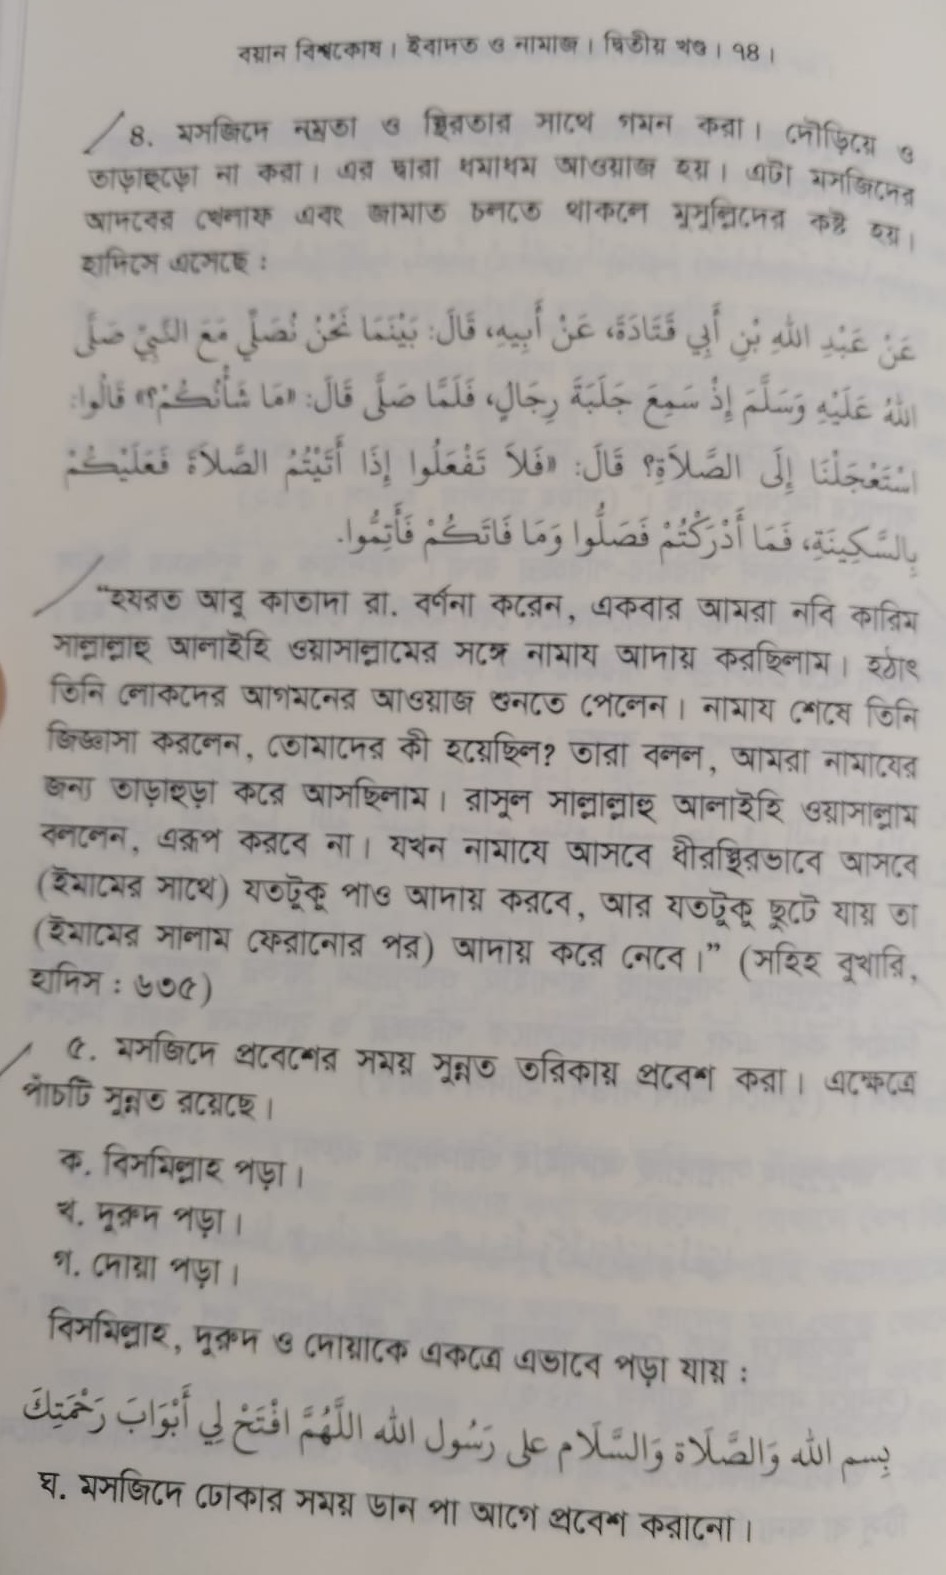 বয়ান বিশ্বকোষ । ইবাদত ও নামাজ । দ্বিতীয় খণ্ড । ৭৪ ।
৪. মসজিদে নম্রতা ও স্থিরতার সাথে গমন করা । দৌড়িয়ে ও
তাড়াহুড়ো না করা । এর দ্বারা ধমাধম আওয়াজ হয় । এটা মসজিদের
আদবের খেলাফ এবং জামাত চলতে থাকলে মুসুল্লিদের কষ্ট হয় ।
হাদিসে এসেছে :
عَنْ عَبْدِ اللهِ بْنِ أَبِي قَتَادَةَ، عَنْ أَبِيهِ، قَالَ: بَيْنَمَا نَحْنُ نُصَلِّي مَعَ النَّبِيِّ صَلَّى
اللهُ عَلَيْهِ وَسَلَّمَ إِذْ سَمِعَ جَلَبَةَ رِجَالٍ، فَلَمَّا صَلَّى قَالَ: «مَا شَأْنُكُمْ؟» قَالُوا:
اسْتَعْجَلْنَا إِلَى الصَّلاَةِ؟ قَالَ: «فَلاَ تَفْعَلُوا إِذَا أَتَيْتُمُ الصَّلاَةَ فَعَلَيْكُمْ
بِالسَّكِينَةِ، فَمَا أَدْرَكْتُمْ فَصَلُّوا وَمَا فَاتَكُمْ فَأَتِمُّوا.
“হযরত আবু কাতাদা রা. বর্ণনা করেন, একবার আমরা নবি কারিম
সাল্লাল্লাহু আলাইহি ওয়াসাল্লামের সঙ্গে নামায আদায় করছিলাম । হঠাৎ
তিনি লোকদের আগমনের আওয়াজ শুনতে পেলেন । নামায শেষে তিনি
জিজ্ঞাসা করলেন, তোমাদের কী হয়েছিল? তারা বলল, আমরা নামাযের
জন্য তাড়াহুড়া করে আসছিলাম । রাসুল সাল্লাল্লাহু আলাইহি ওয়াসাল্লাম
বললেন, এরূপ করবে না । যখন নামাযে আসবে ধীরস্থিরভাবে আসবে
(ইমামের সাথে) যতটুকু পাও আদায় করবে, আর যতটুকু ছুটে যায় তা
(ইমামের সালাম ফেরানোর পর) আদায় করে নেবে ।” (সহিহ বুখারি,
হাদিস : ৬৩৫)
৫. মসজিদে প্রবেশের সময় সুন্নত তরিকায় প্রবেশ করা । এক্ষেত্রে
পাঁচটি সুন্নত রয়েছে ।
ক. বিসমিল্লাহ পড়া ।
খ. দুরুদ পড়া ।
গ. দোয়া পড়া ।
বিসমিল্লাহ, দুরুদ ও দোয়াকে একত্রে এভাবে পড়া যায় :
بِسم الله وَالصَّلَاة وَالسَّلَام على رَسُول الله اللَّهُمَّ افْتَحْ لِي أَبْوَابَ رَحْمَتِكَ
ঘ. মসজিদে ঢোকার সময় ডান পা আগে প্রবেশ করানো ।